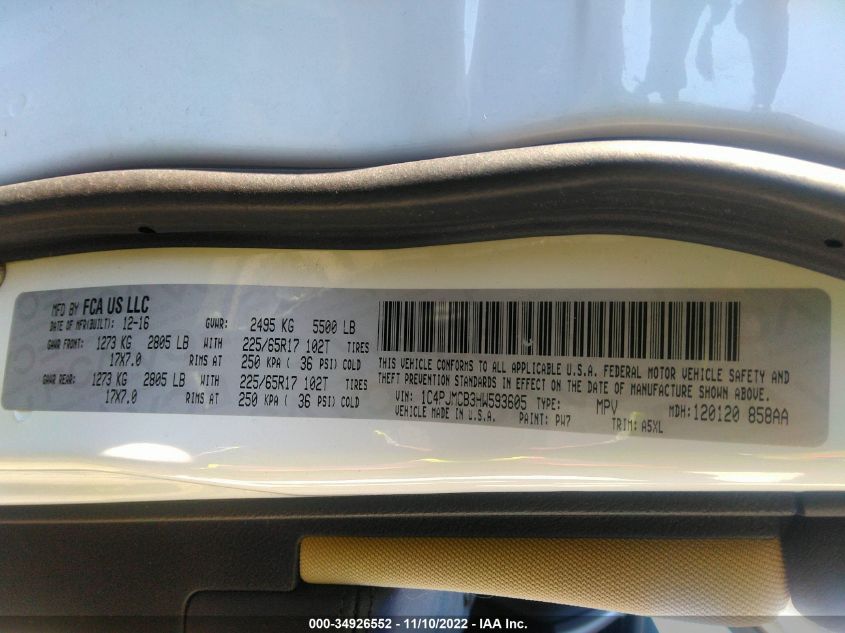 MFD BY FCA US LLC
DATE OF MFR(BUILT): 12-16 GVWR: 2495 KG 5500 LB
GAWR FRONT: 1273 KG 2805 LB WITH 225/65R17 102T TIRES
17X7.0 RIMS AT 250 KPA ( 36 PSI) COLD
GAWR REAR: 1273 KG 2805 LB WITH 225/65R17 102T TIRES
17X7.0 RIMS AT 250 KPA ( 36 PSI) COLD
THIS VEHICLE CONFORMS TO ALL APPLICABLE U.S.A. FEDERAL MOTOR VEHICLE SAFETY AND
THEFT PREVENTION STANDARDS IN EFFECT ON THE DATE OF MANUFACTURE SHOWN ABOVE.
VIN: 1C4PJMCB3HW593605 TYPE: MPV MDH:120120 858AA
VEHICLE MADE IN U.S.A. PAINT: PW7 TRIM: A5XL
000-34926552 — 11/10/2022 — IAA Inc.